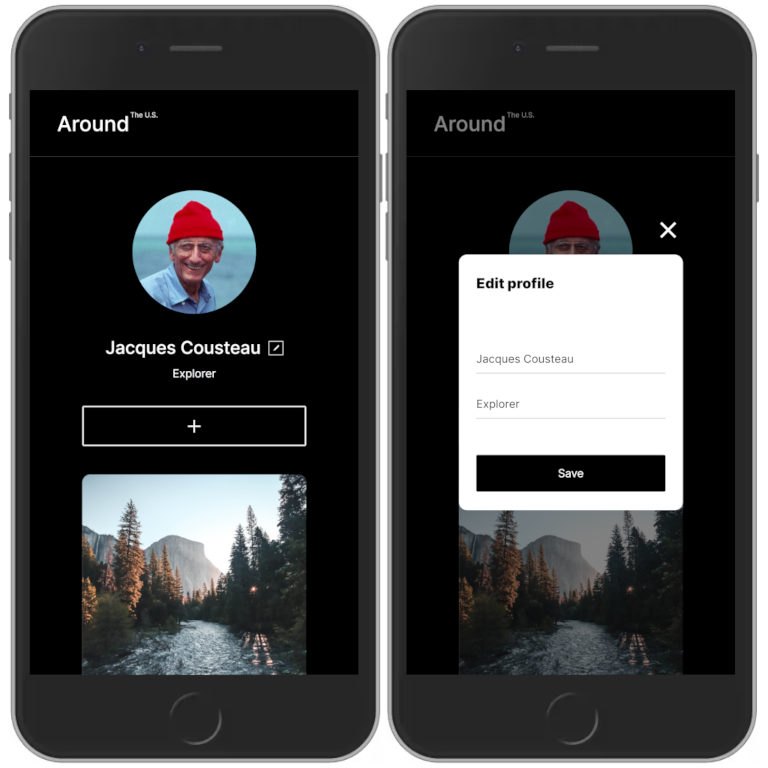 Around The U.S.
Jacques Cousteau
Explorer
+
Around The U.S.
Edit profile
Jacques Cousteau
Explorer
Save